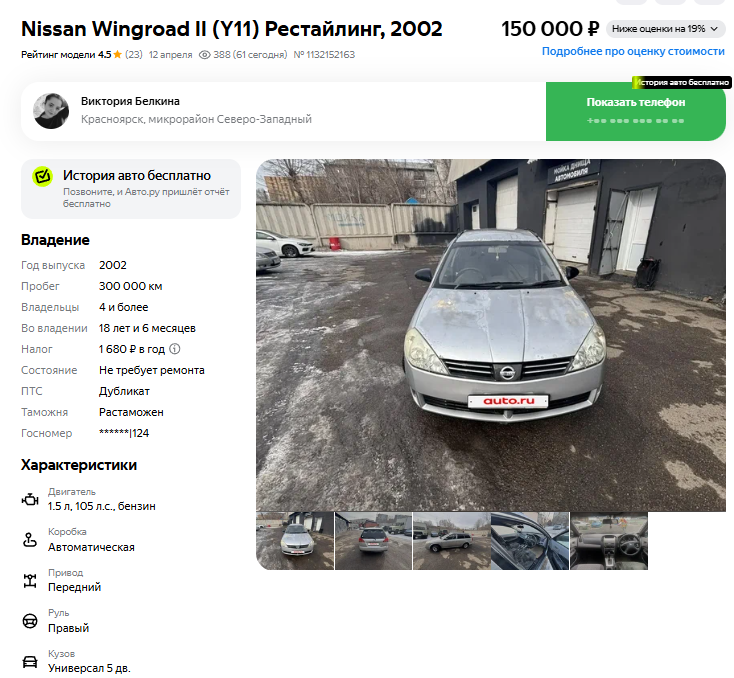 Nissan Wingroad II (Y11) Рестайлинг, 2002
150 000 ₽
Ниже оценки на 19%
Рейтинг модели 4.5 ★ (23) 12 апреля 388 (61 сегодня) № 1132152163
Подробнее про оценку стоимости
История авто бесплатно
Виктория Белкина
Красноярск, микрорайон Северо-Западный
Показать телефон
История авто бесплатно
Позвоните, и Авто.ру пришлёт отчёт
бесплатно
МОЙКА ДНИЩА
АВТОМОБИЛЯ
auto.ru
Владение
Год выпуска 2002
Пробег 300 000 км
Владельцы 4 и более
Во владении 18 лет и 6 месяцев
Налог 1 680 ₽ в год
Состояние Не требует ремонта
ПТС Дубликат
Таможня Растаможен
Госномер ******|124
Характеристики
Двигатель
1.5 л, 105 л.с., бензин
Коробка
Автоматическая
Привод
Передний
Руль
Правый
Кузов
Универсал 5 дв.